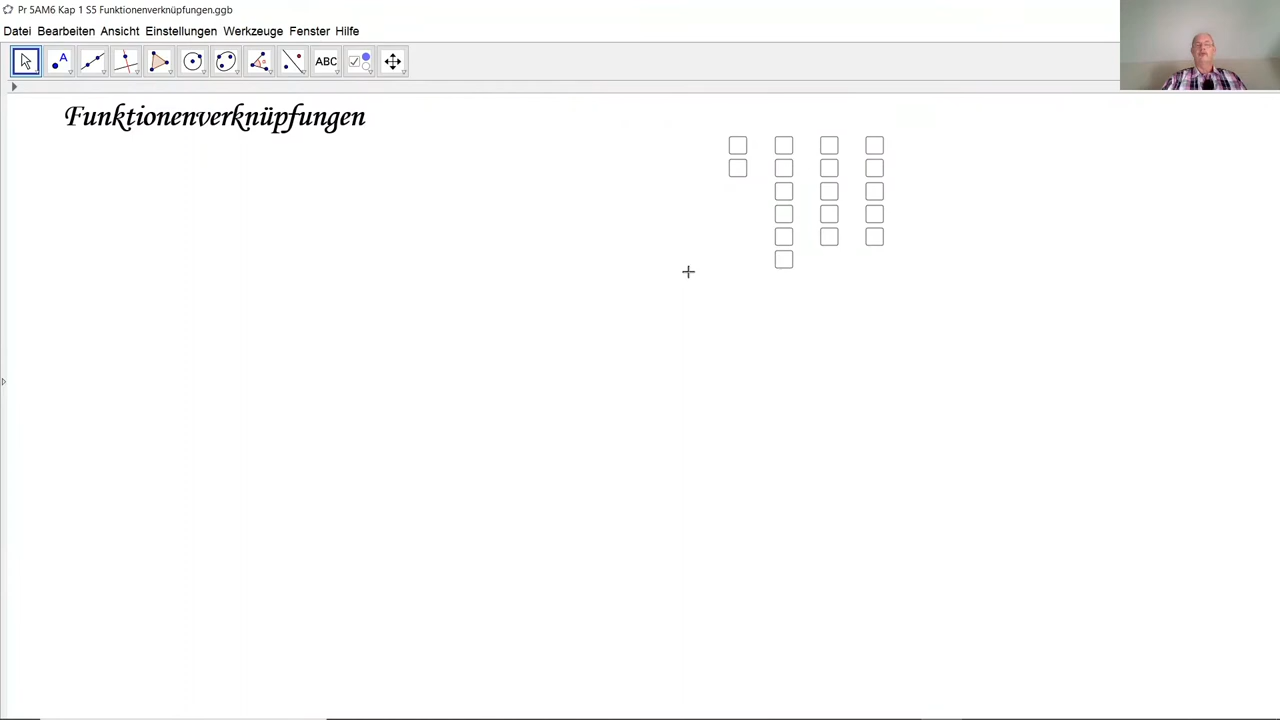 Pr 5AM6 Kap 1 S5 Funktionenverknüpfungen.ggb
Datei Bearbeiten Ansicht Einstellungen Werkzeuge Fenster Hilfe
A
ABC
Funktionenverknüpfungen